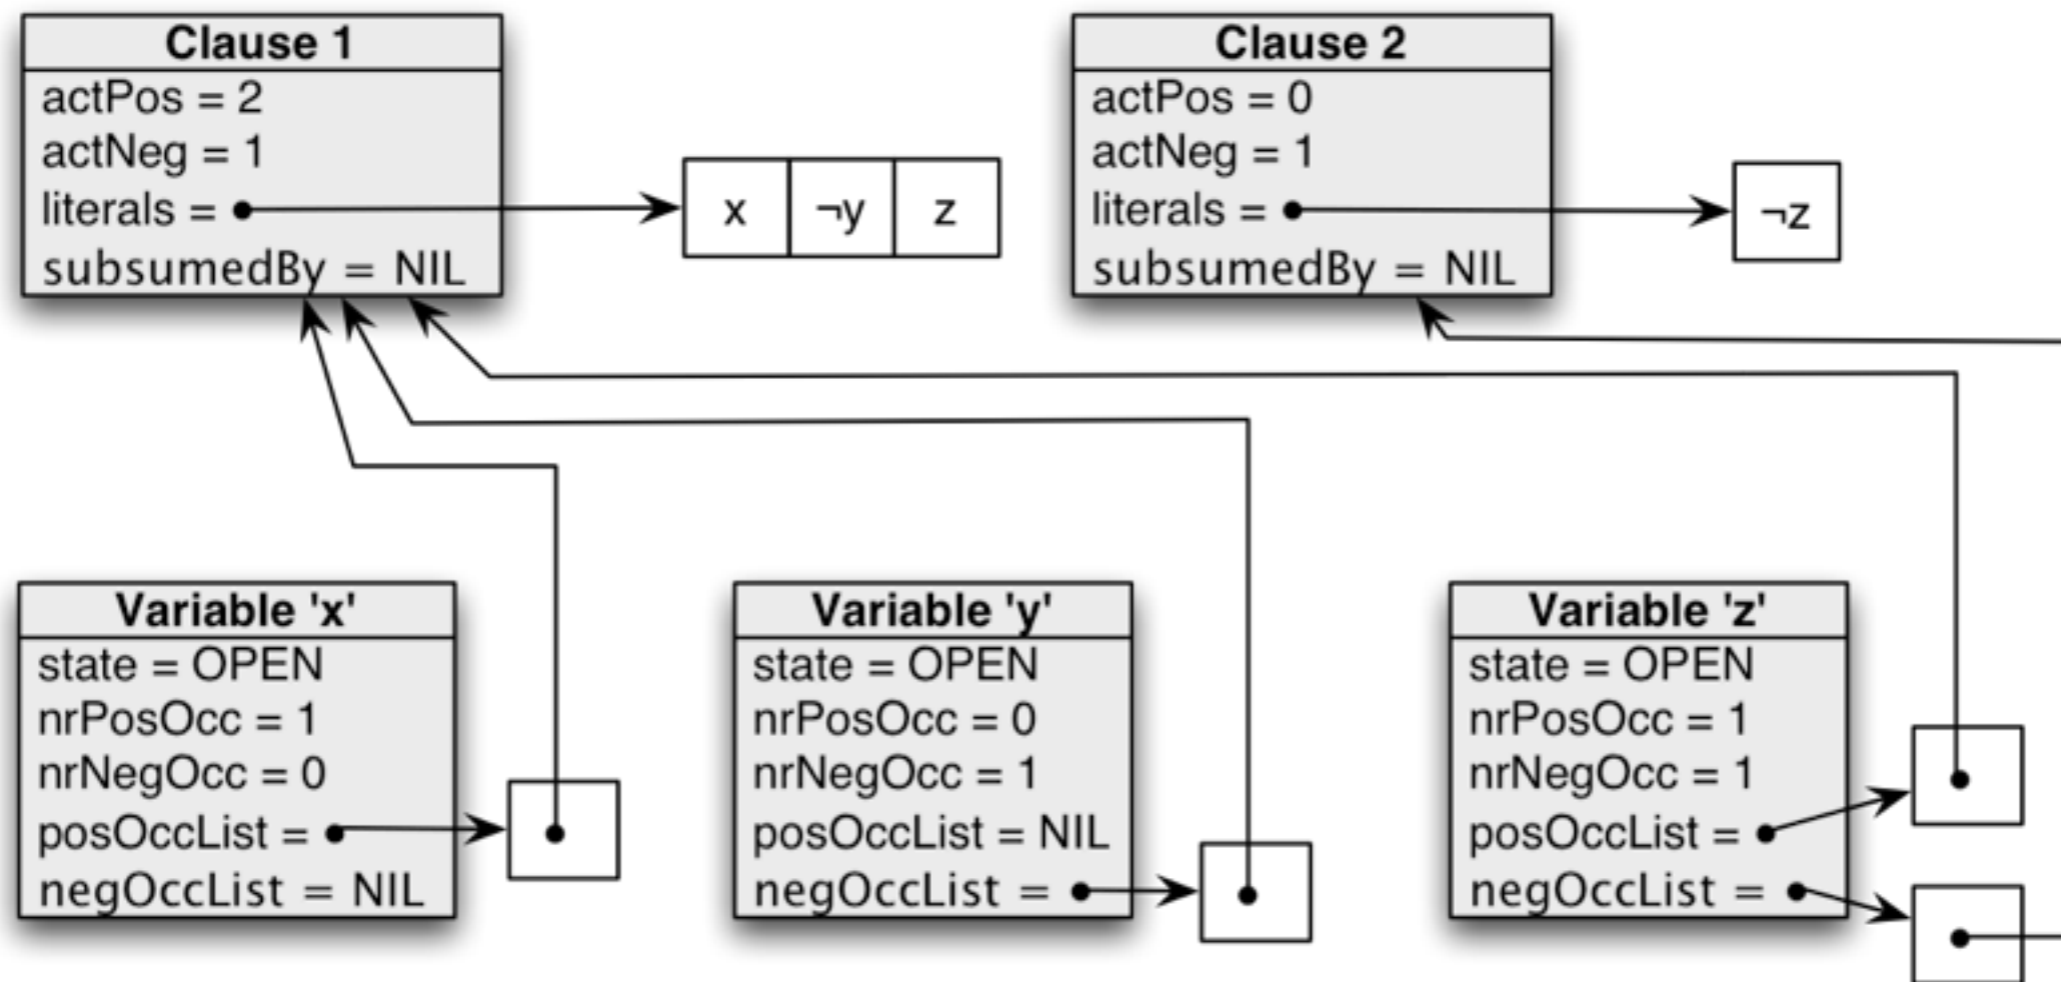 Clause 1
actPos = 2
actNeg = 1
literals =
subsumedBy = NIL
x ¬y z
Clause 2
actPos = 0
actNeg = 1
literals =
subsumedBy = NIL
¬z
Variable 'x'
state = OPEN
nrPosOcc = 1
nrNegOcc = 0
posOccList =
negOccList = NIL
Variable 'y'
state = OPEN
nrPosOcc = 0
nrNegOcc = 1
posOccList = NIL
negOccList =
Variable 'z'
state = OPEN
nrPosOcc = 1
nrNegOcc = 1
posOccList =
negOccList =